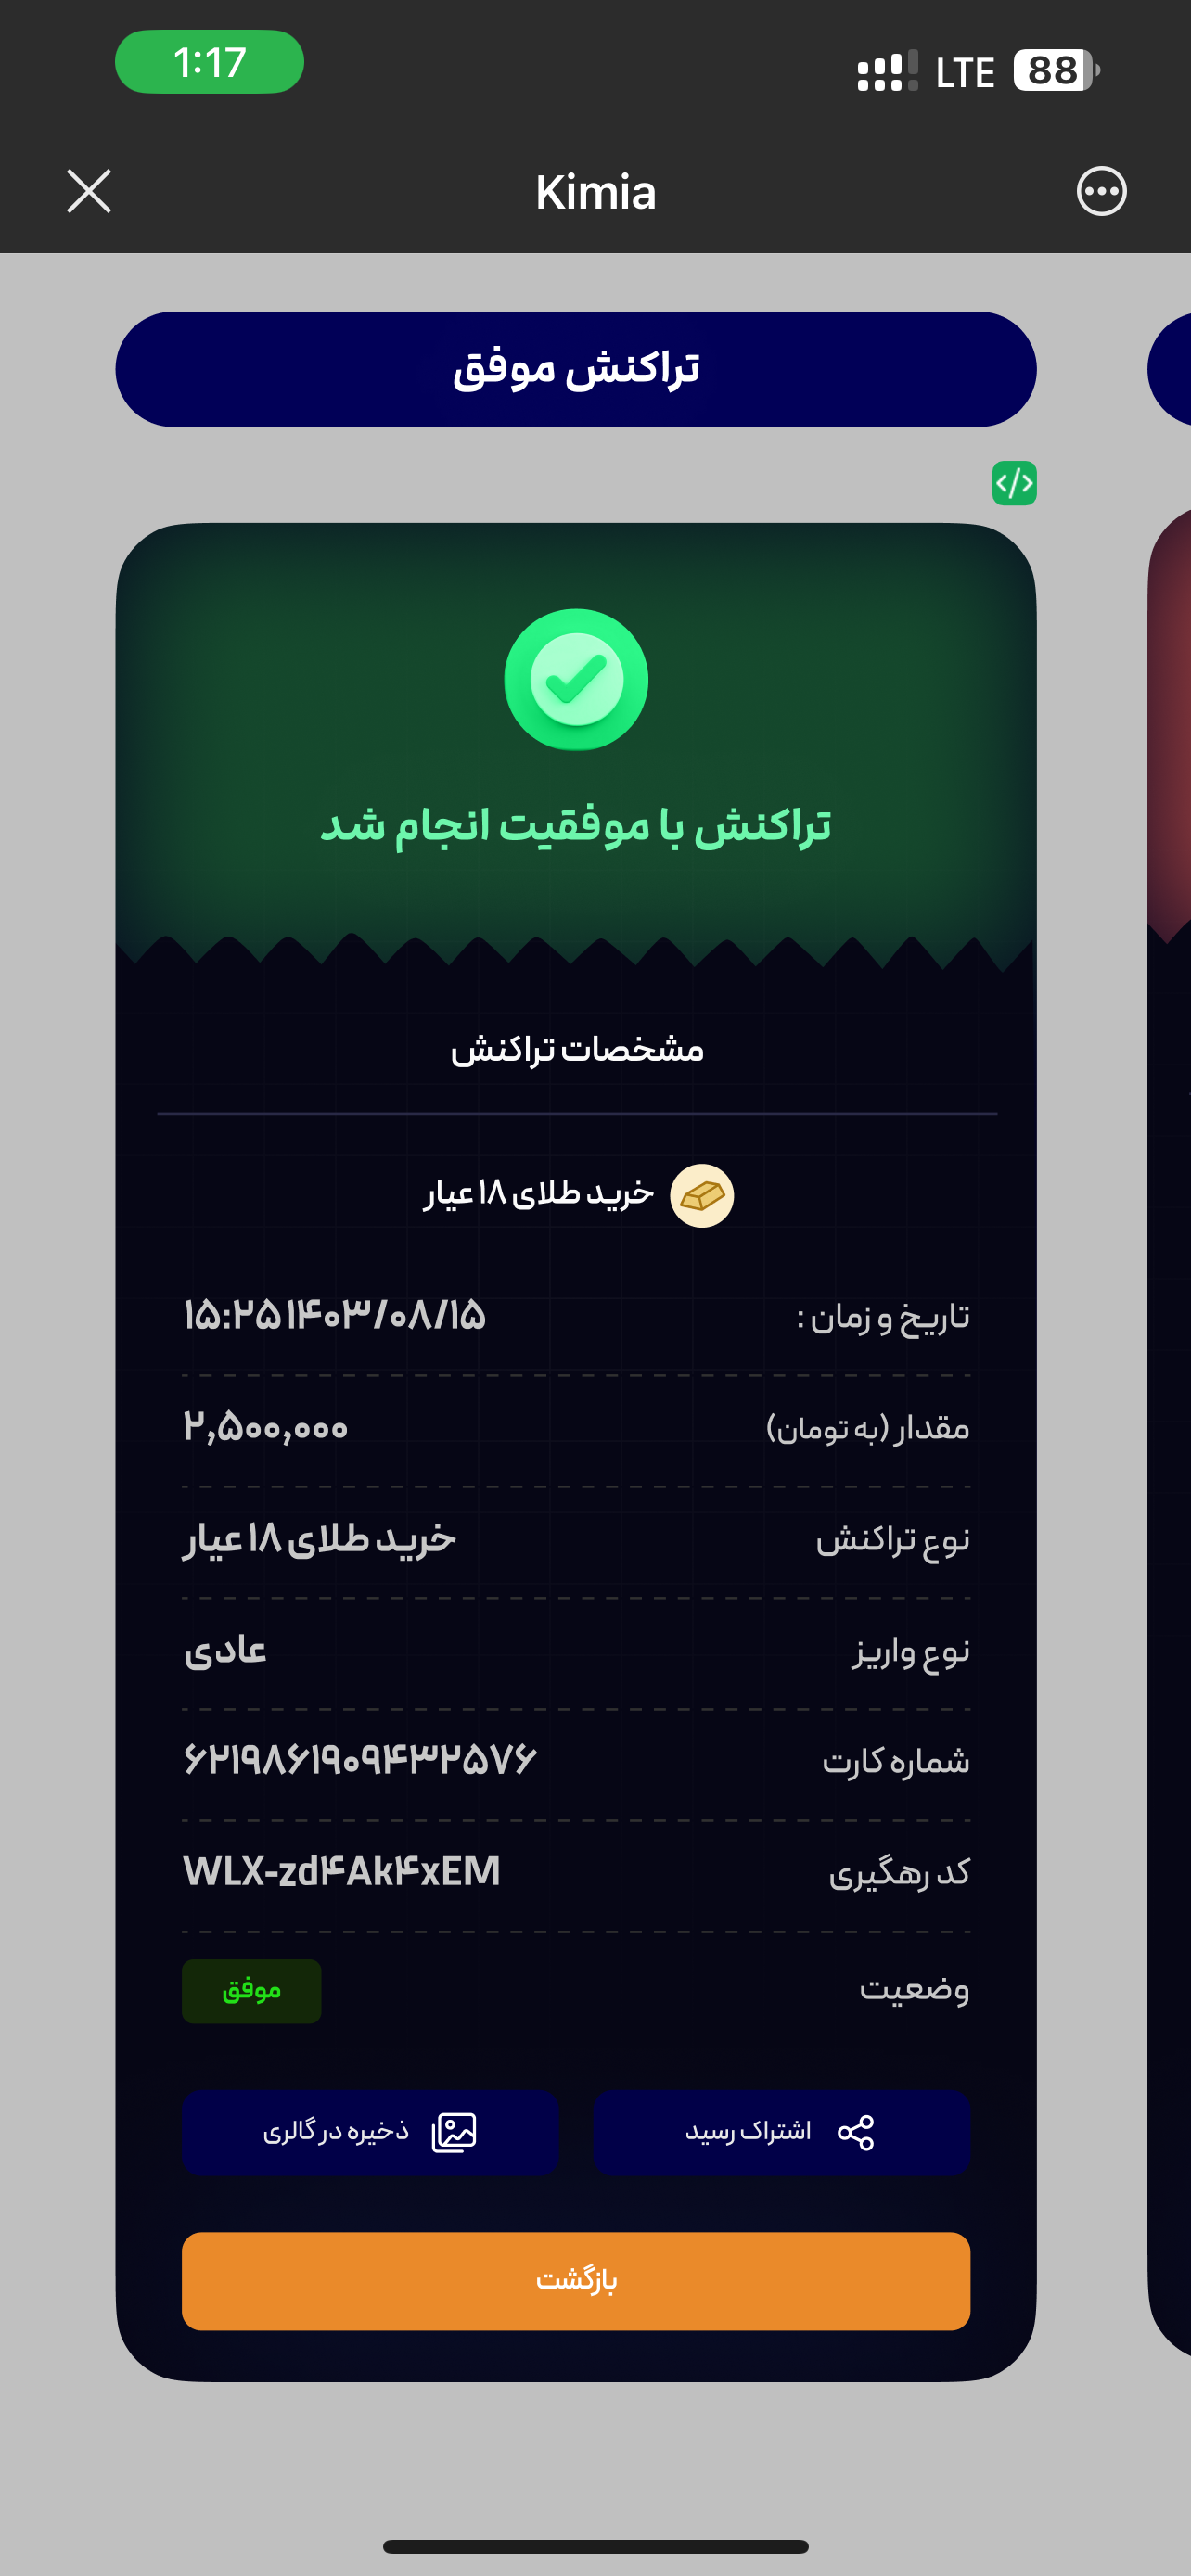 1:17 LTE 88
Kimia
تراکنش موفق
</>
تراکنش با موفقیت انجام شد
مشخصات تراکنش
خرید طلای ۱۸ عیار
تاریخ و زمان : ۱۴۰۳/۰۸/۱۵ ۱۵:۲۵
مقدار (به تومان) ۲,۵۰۰,۰۰۰
نوع تراکنش خرید طلای ۱۸ عیار
نوع واریز عادی
شماره کارت ۶۲۱۹۸۶۱۹۰۹۴۳۲۵۷۶
کد رهگیری WLX-zd۴Ak۴xEM
وضعیت موفق
اشتراک رسید ذخیره در گالری
بازگشت